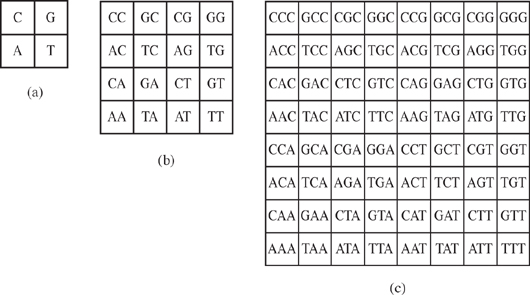 C G
A T
(a)
CC GC CG GG
AC TC AG TG
CA GA CT GT
AA TA AT TT
(b)
CCC GCC CGC GGC CCG GCG CGG GGG
ACC TCC AGC TGC ACG TCG AGG TGG
CAC GAC CTC GTC CAG GAG CTG GTG
AAC TAC ATC TTC AAG TAG ATG TTG
CCA GCA CGA GGA CCT GCT CGT GGT
ACA TCA AGA TGA ACT TCT AGT TGT
CAA GAA CTA GTA CAT GAT CTT GTT
AAA TAA ATA TTA AAT TAT ATT TTT
(c)